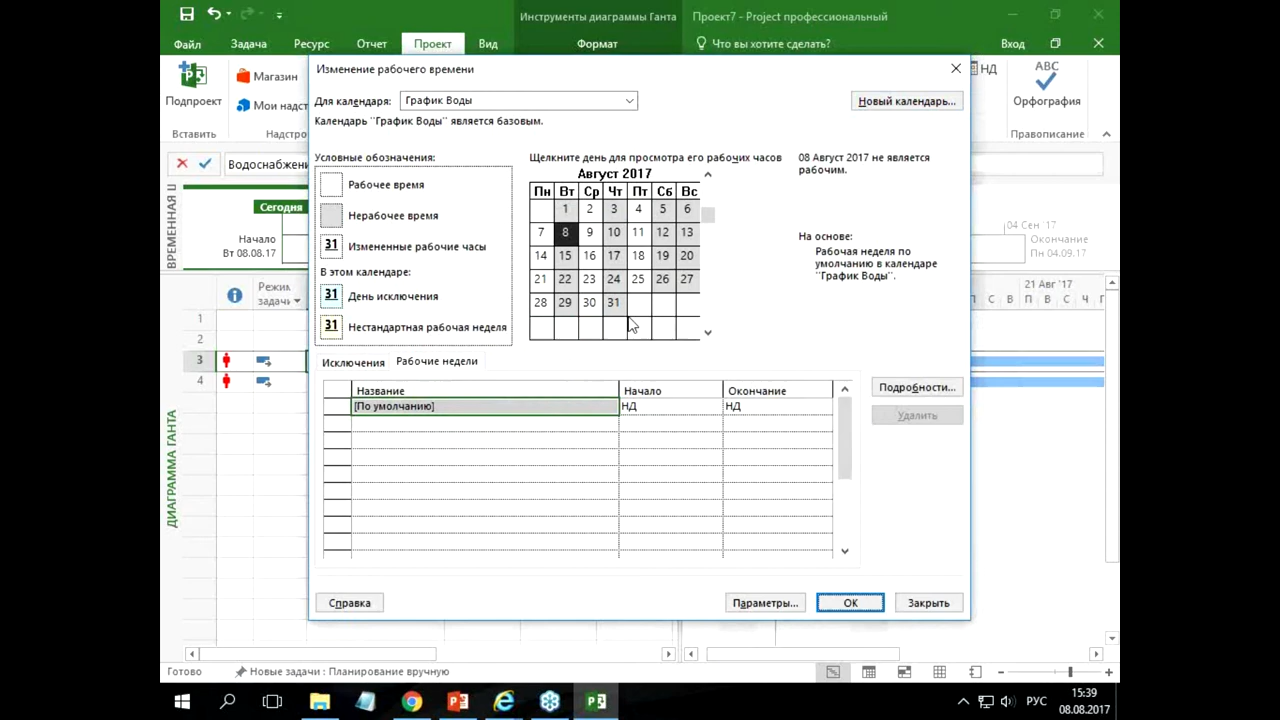 Инструменты диаграммы Ганта
Проект7 - Project профессиональный
Файл Задача Ресурс Отчет Проект Вид Формат
Что вы хотите сделать?
Вход
Подпроект
Вставить
Магазин
Мои надст
Надстро
НД
ABC
Орфография
Правописание
Изменение рабочего времени
Для календаря: График Воды
Новый календарь...
Календарь "График Воды" является базовым.
Водоснабжени
Условные обозначения:
Рабочее время
Нерабочее время
31 Измененные рабочие часы
В этом календаре:
31 День исключения
31 Нестандартная рабочая неделя
Щелкните день для просмотра его рабочих часов
Август 2017
Пн Вт Ср Чт Пт Сб Вс
1 2 3 4 5 6
7 8 9 10 11 12 13
14 15 16 17 18 19 20
21 22 23 24 25 26 27
28 29 30 31
08 Август 2017 не является
рабочим.
На основе:
Рабочая неделя по
умолчанию в календаре
"График Воды".
ВРЕМЕННАЯ Ш
Сегодня
Начало
Вт 08.08.17
04 Сен '17
Окончание
Пн 04.09.17
Режим
задачи
21 Авг '17
П С В П В Ч П
1
2
3
4
ДИАГРАММА ГАНТА
Исключения Рабочие недели
Название Начало Окончание
[По умолчанию] НД НД
Подробности...
Удалить
Справка
Параметры...
OK
Закрыть
Готово
Новые задачи : Планирование вручную
РУС
15:39
08.08.2017